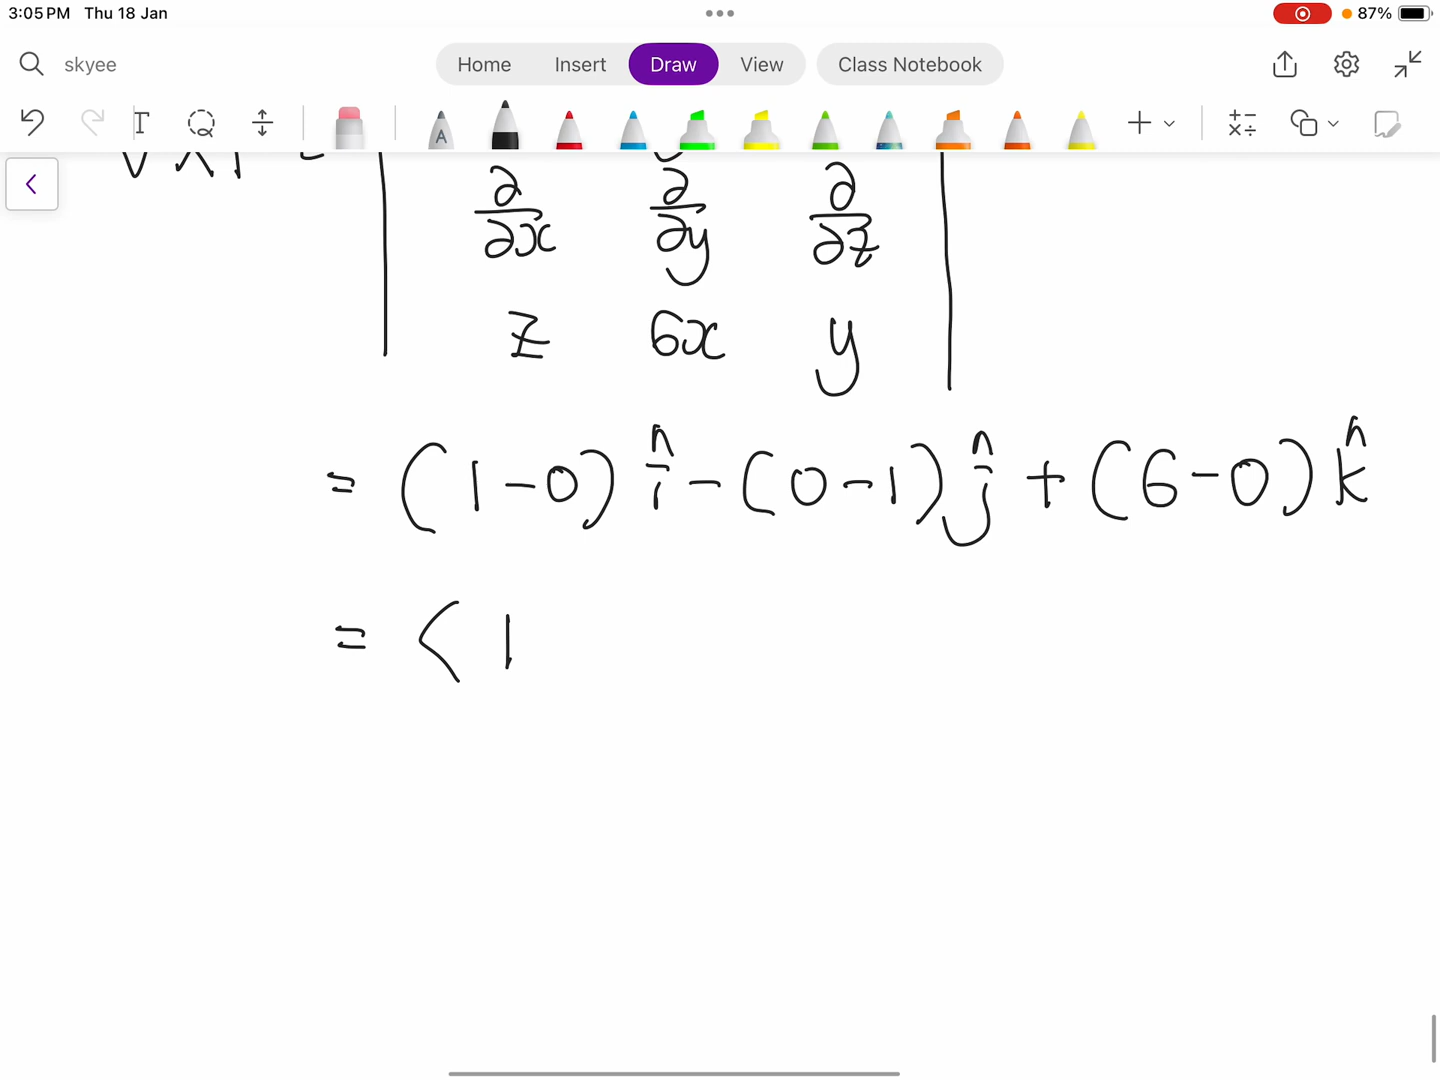 3:05 PM Thu 18 Jan 87%
skyee Home Insert Draw View Class Notebook
T A
∇ × F =
∂/∂x ∂/∂y ∂/∂z
z 6x y
= (1-0) î - (0-1) ĵ + (6-0) k̂
= < 1